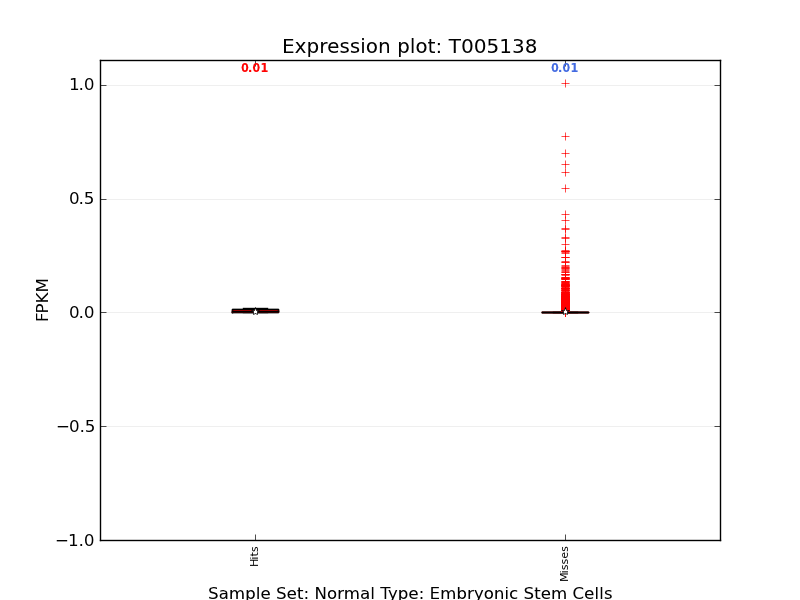 Expression plot: T005138
0.01 0.01
1.0
0.5
0.0
−0.5
−1.0
FPKM
Hits Misses
Sample Set: Normal Type: Embryonic Stem Cells